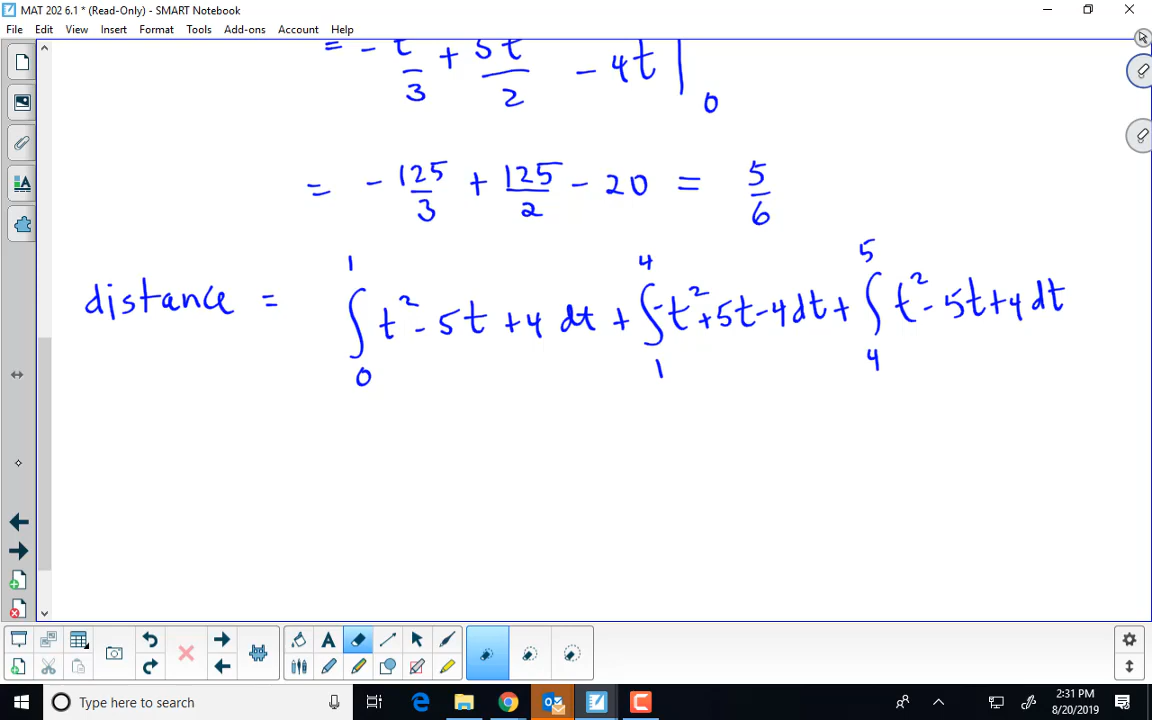 MAT 202 6.1 * (Read-Only) - SMART Notebook
File Edit View Insert Format Tools Add-ons Account Help
= - t/3 + 5t/2 - 4t | 0
= - 125/3 + 125/2 - 20 = 5/6
distance = ∫₀¹ t² - 5t + 4 dt + ∫₁⁴ -t² + 5t - 4 dt + ∫₄⁵ t² - 5t + 4 dt
A
Type here to search
2:31 PM
8/20/2019